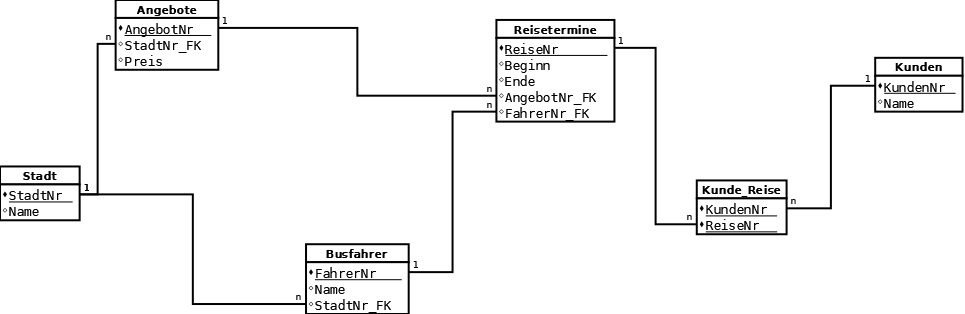 Angebote
AngebotNr
StadtNr_FK
Preis
1
n
Reisetermine
ReiseNr
Beginn
Ende
AngebotNr_FK
FahrerNr_FK
1
n
n
Kunden
KundenNr
Name
1
Stadt
StadtNr
Name
1
Kunde_Reise
KundenNr
ReiseNr
n
n
Busfahrer
FahrerNr
Name
StadtNr_FK
1
n